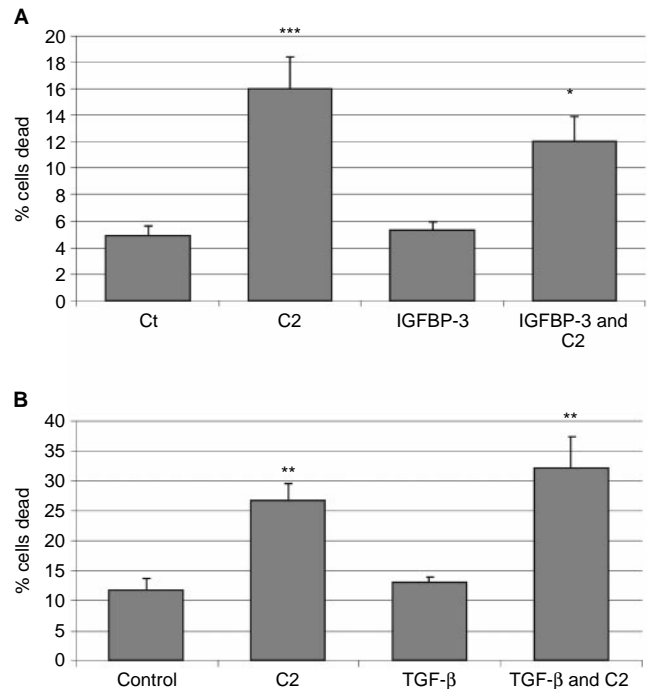 A
***
*
20
18
16
14
12
10
8
6
4
2
0
% cells dead
Ct
C2
IGFBP-3
IGFBP-3 and
C2
B
**
**
40
35
30
25
20
15
10
5
0
% cells dead
Control
C2
TGF-β
TGF-β and C2